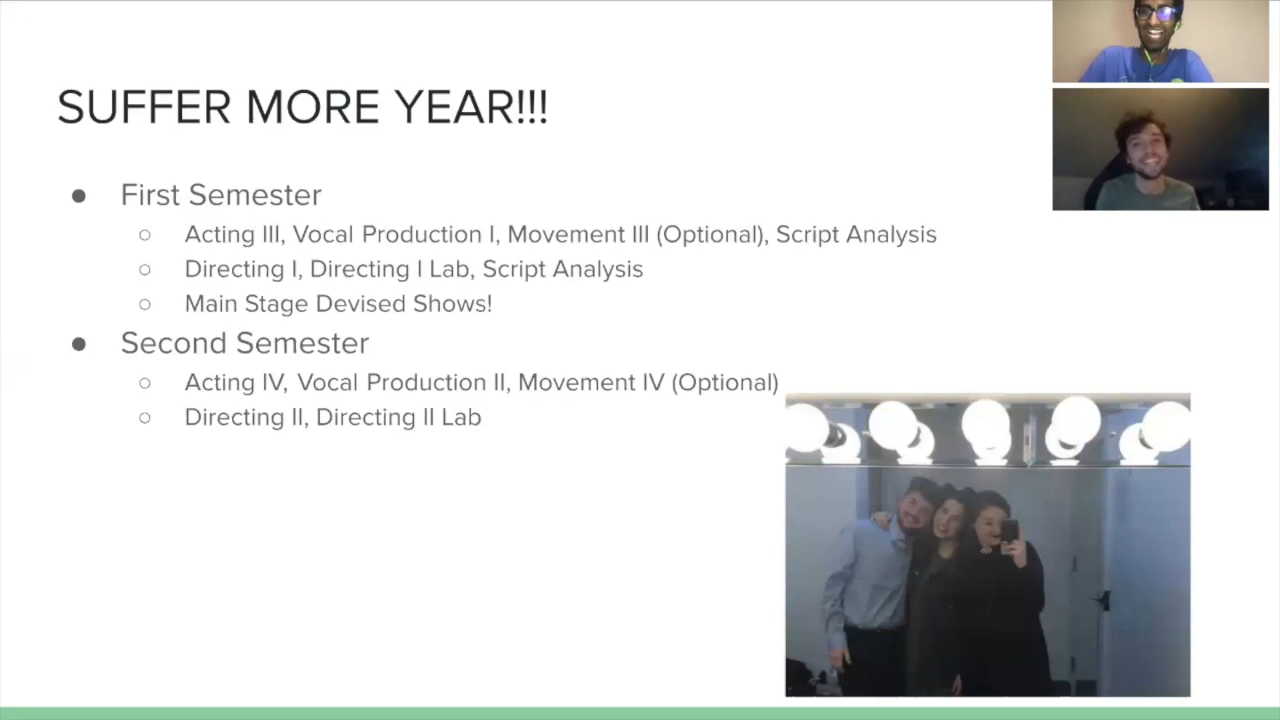 SUFFER MORE YEAR!!!
● First Semester
○ Acting III, Vocal Production I, Movement III (Optional), Script Analysis
○ Directing I, Directing I Lab, Script Analysis
○ Main Stage Devised Shows!
● Second Semester
○ Acting IV, Vocal Production II, Movement IV (Optional)
○ Directing II, Directing II Lab